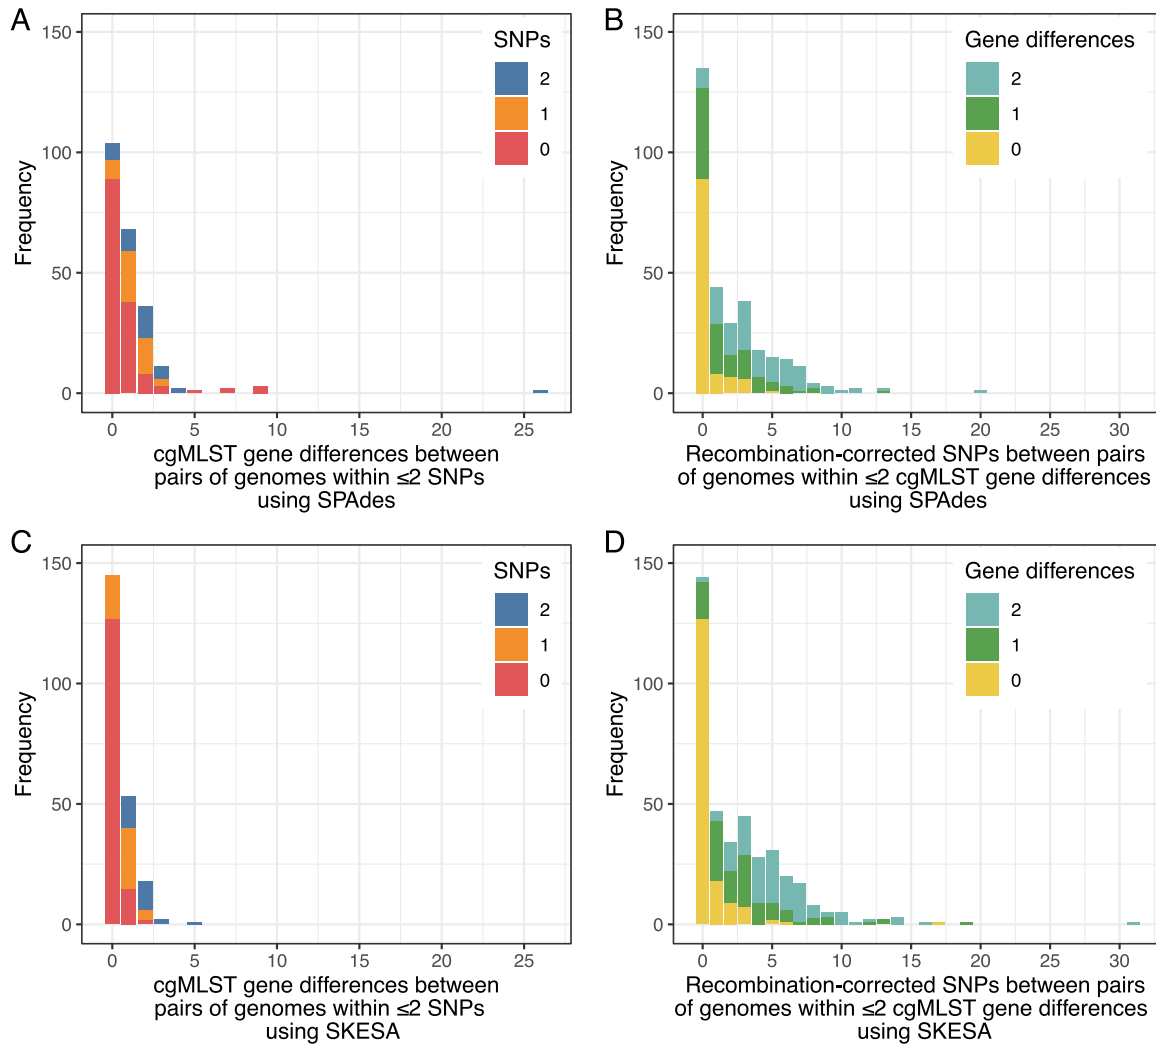 A
SNPs
2
1
0
150
100
50
0
Frequency
0
5
10
15
20
25
cgMLST gene differences between
pairs of genomes within ≤2 SNPs
using SPAdes
B
Gene differences
2
1
0
150
100
50
0
Frequency
0
5
10
15
20
25
30
Recombination-corrected SNPs between pairs
of genomes within ≤2 cgMLST gene differences
using SPAdes
C
SNPs
2
1
0
150
100
50
0
Frequency
0
5
10
15
20
25
cgMLST gene differences between
pairs of genomes within ≤2 SNPs
using SKESA
D
Gene differences
2
1
0
150
100
50
0
Frequency
0
5
10
15
20
25
30
Recombination-corrected SNPs between pairs
of genomes within ≤2 cgMLST gene differences
using SKESA